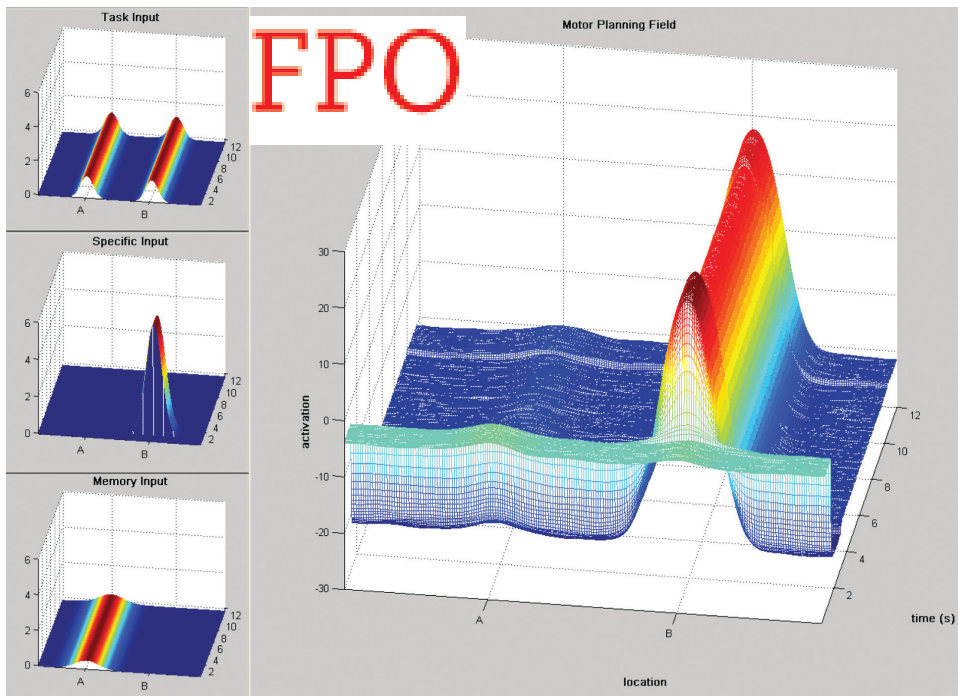 Task Input
6
4
2
0
A
B
2
4
6
8
10
12
Specific Input
6
4
2
0
A
B
2
4
6
8
10
12
Memory Input
6
4
2
0
A
B
2
4
6
8
10
12
FPO
Motor Planning Field
30
20
10
0
-10
-20
-30
activation
A
B
location
2
4
6
8
10
12
time (s)